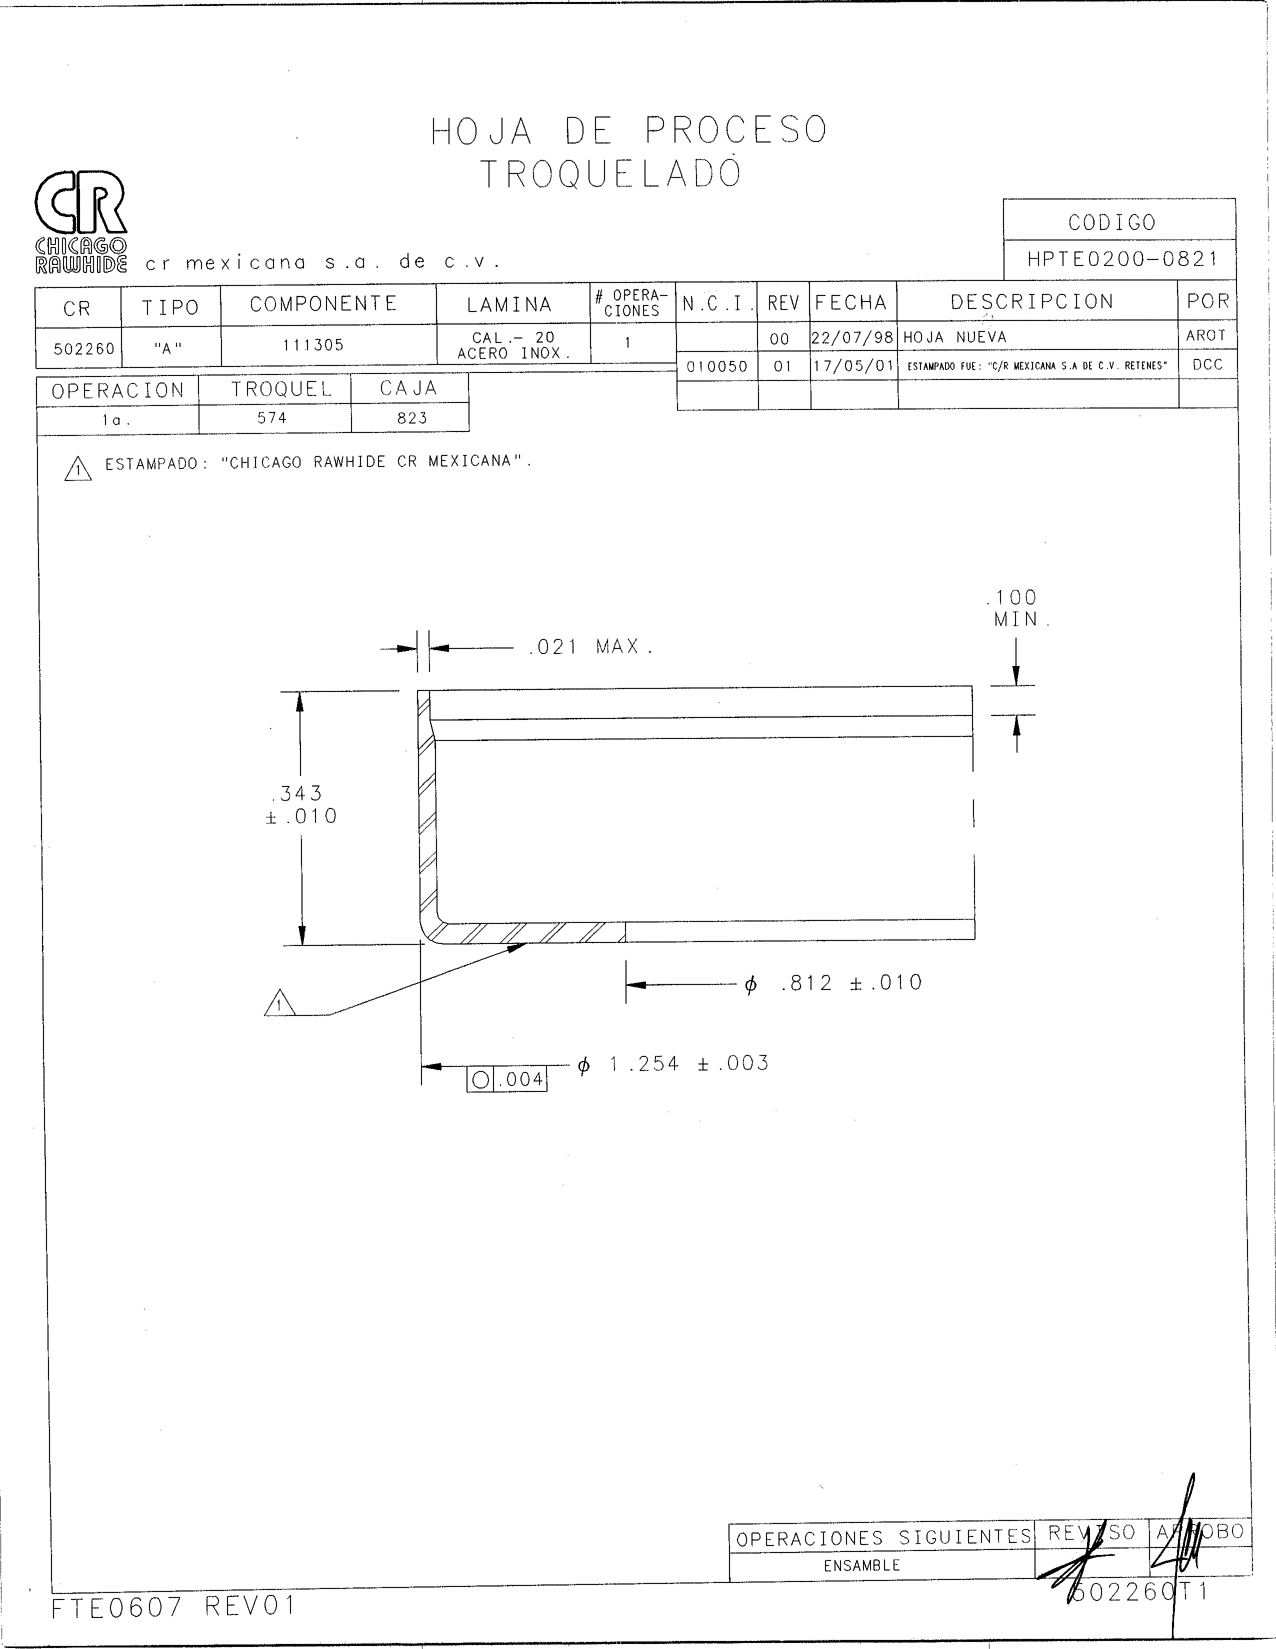 HOJA DE PROCESO
TROQUELADO
CR
CHICAGO
RAWHIDE
cr mexicana s.a. de c.v.
CODIGO
HPTE0200-0821
CR TIPO COMPONENTE LAMINA # OPERA-CIONES N.C.I. REV FECHA DESCRIPCION POR
502260 "A" 111305 CAL.- 20 ACERO INOX. 1
00 22/07/98 HOJA NUEVA AROT
010050 01 17/05/01 ESTAMPADO FUE: "C/R MEXICANA S.A DE C.V. RETENES" DCC
OPERACION TROQUEL CAJA
1a. 574 823
1 ESTAMPADO: "CHICAGO RAWHIDE CR MEXICANA".
.100
MIN.
.021 MAX.
.343
±.010
ϕ .812 ±.010
1
ϕ 1.254 ±.003
.004
OPERACIONES SIGUIENTES REVISO APROBO
ENSAMBLE
502260T1
FTE0607 REV01